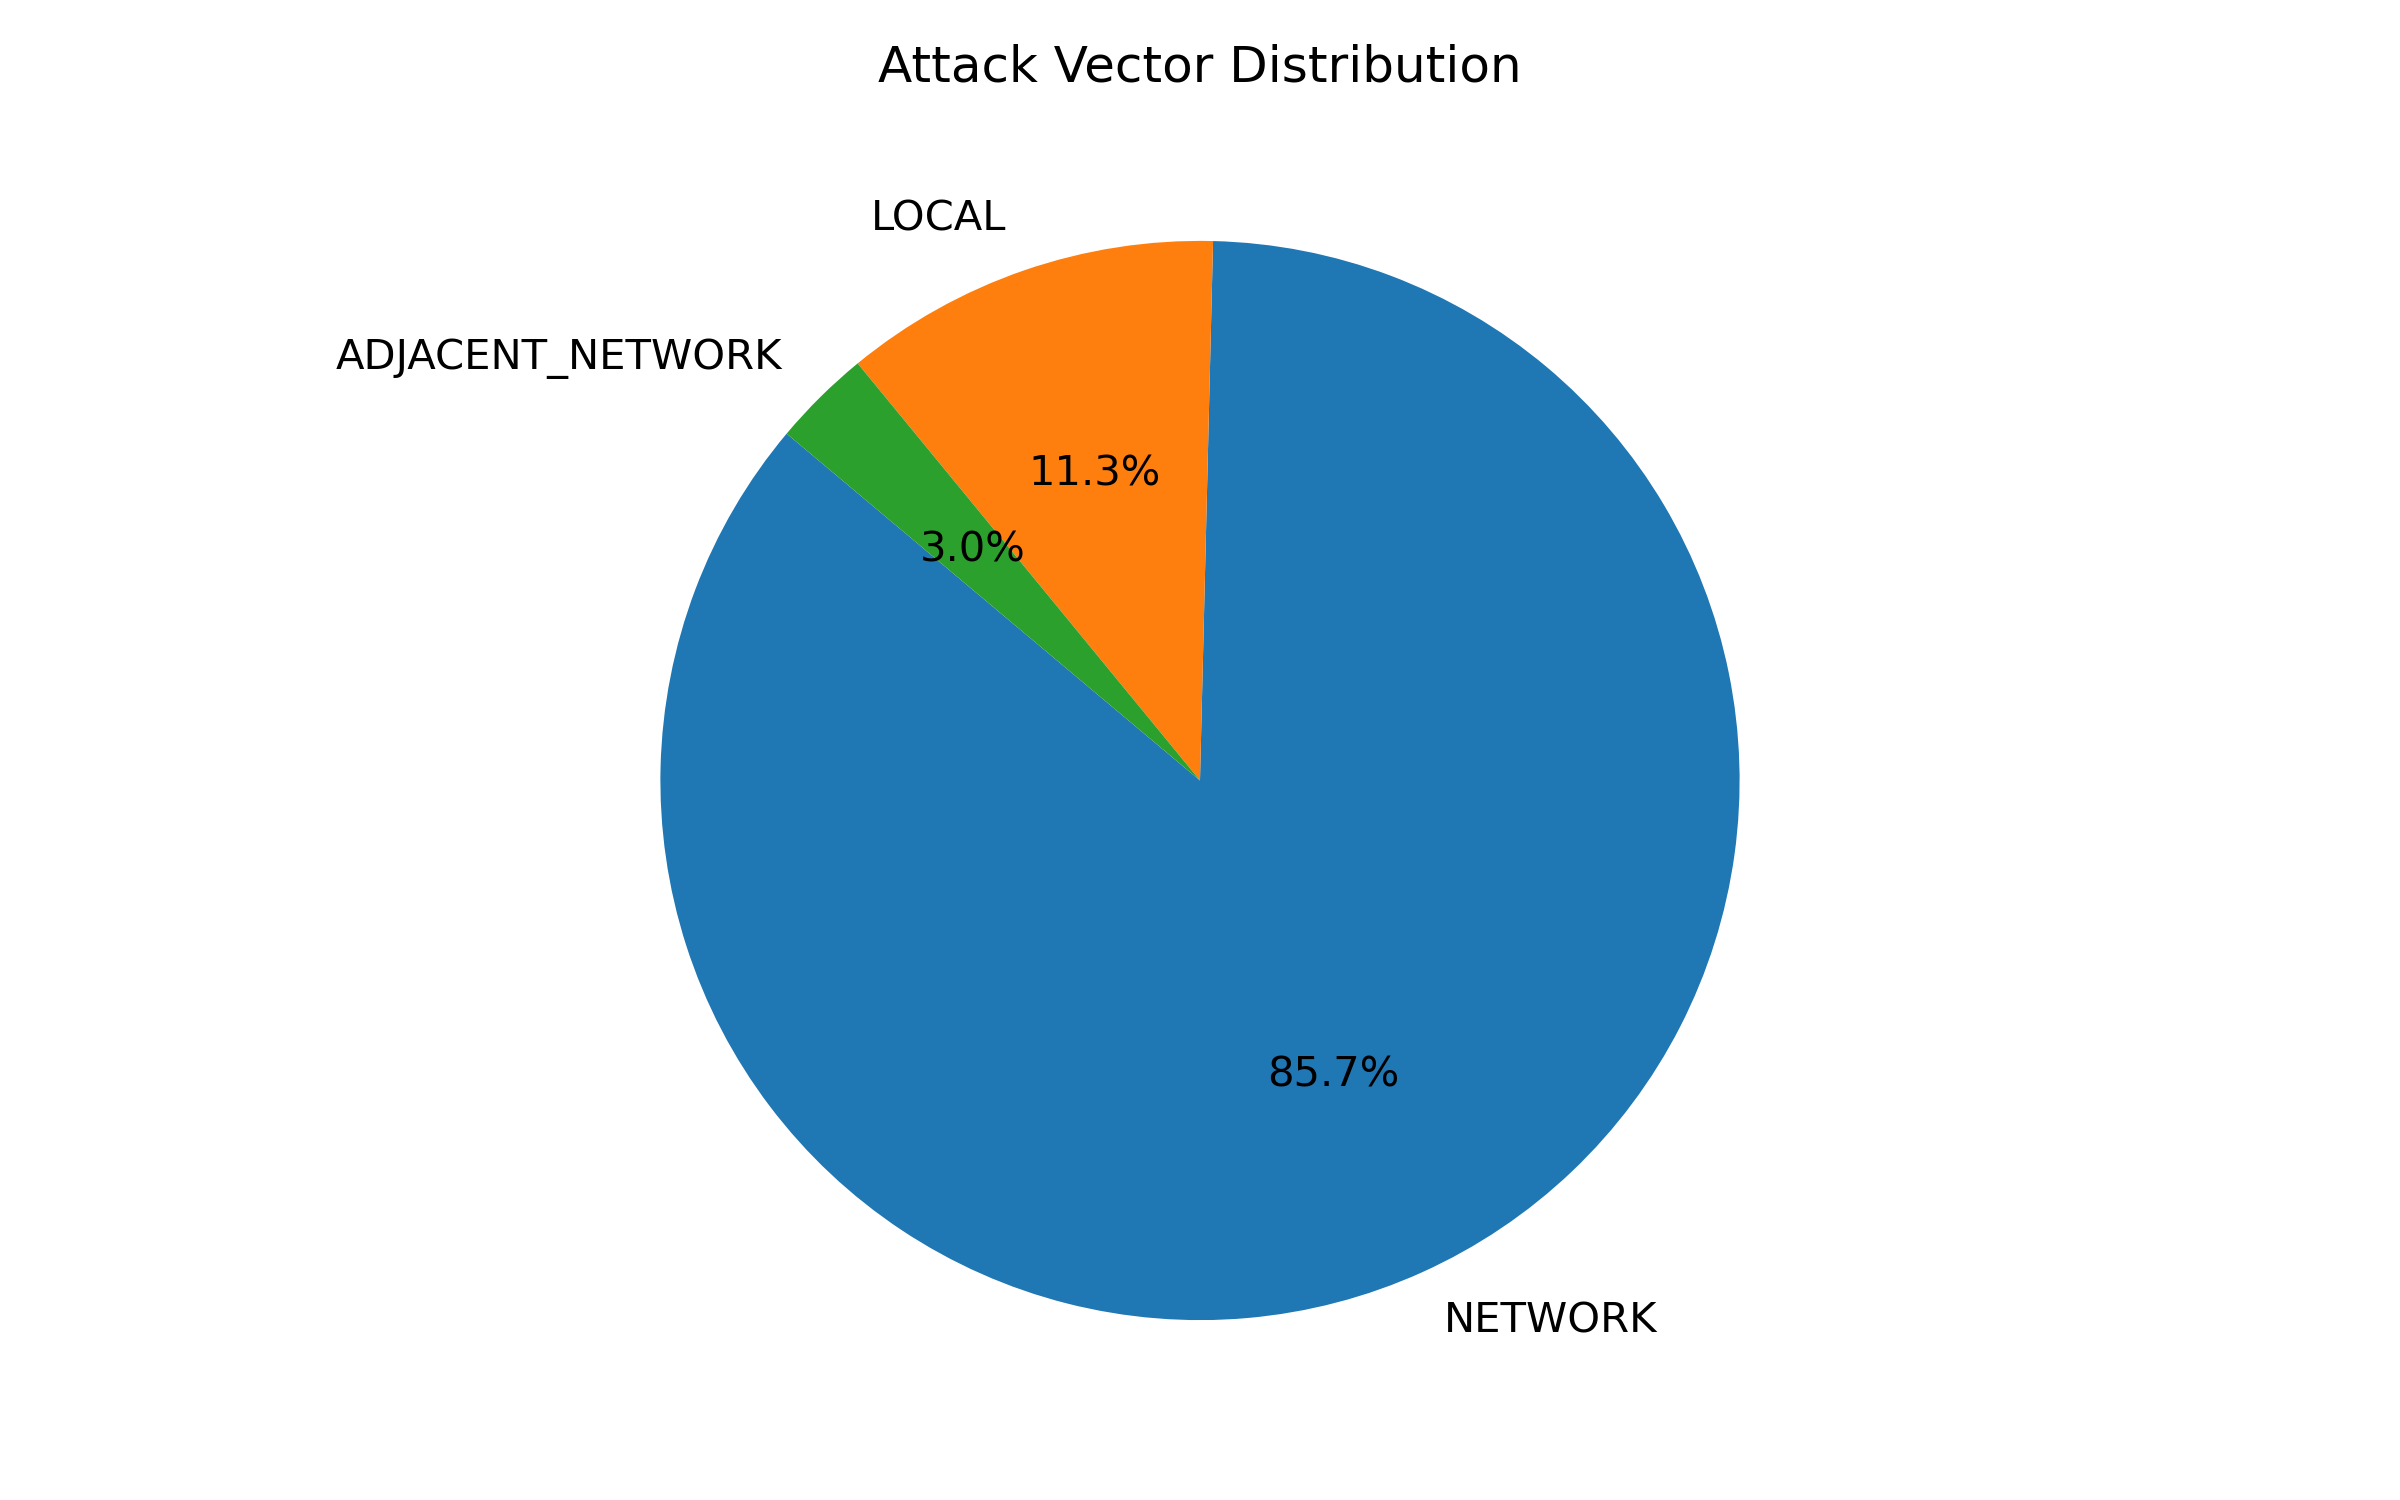 Attack Vector Distribution
LOCAL
ADJACENT_NETWORK
11.3%
3.0%
85.7%
NETWORK